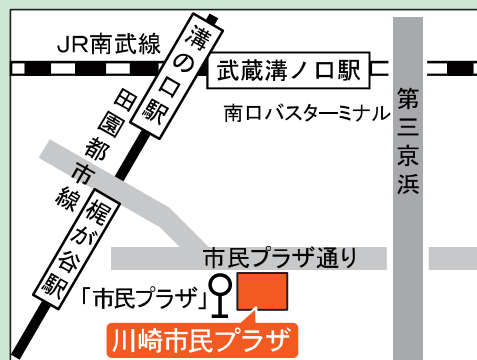 JR南武線
溝の口駅
武蔵溝ノ口駅
南口バスターミナル
第三京浜
田園都市線
梶が谷駅
市民プラザ通り
「市民プラザ」
川崎市民プラザ